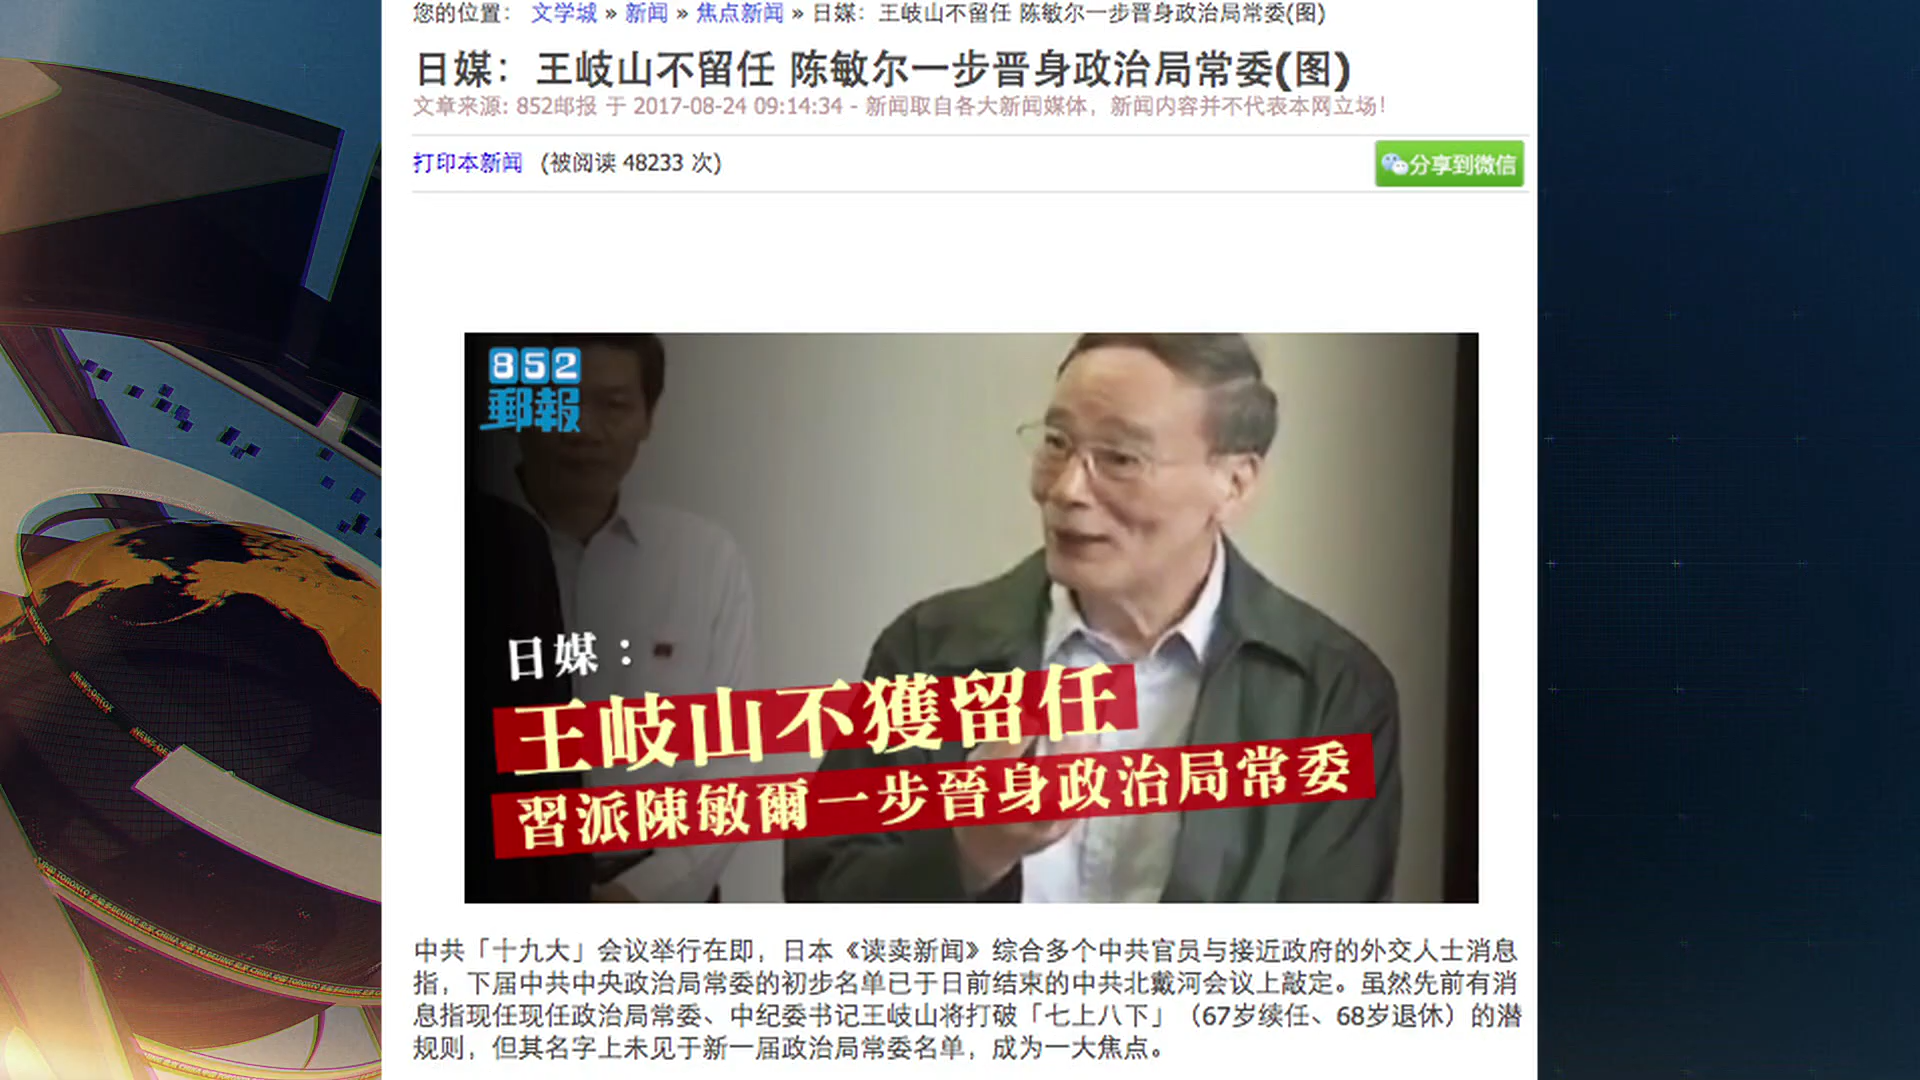 您的位置： 文学城 » 新闻 » 焦点新闻 » 日媒：王岐山不留任 陈敏尔一步晋身政治局常委(图)
日媒：王岐山不留任 陈敏尔一步晋身政治局常委(图)
文章来源: 852邮报 于 2017-08-24 09:14:34 - 新闻取自各大新闻媒体，新闻内容并不代表本网立场!
打印本新闻 (被阅读 48233 次)
分享到微信
852
郵報
日媒：
王岐山不獲留任
習派陳敏爾一步晉身政治局常委
中共「十九大」会议举行在即，日本《读卖新闻》综合多个中共官员与接近政府的外交人士消息
指，下届中共中央政治局常委的初步名单已于日前结束的中共北戴河会议上敲定。虽然先前有消
息指现任现任政治局常委、中纪委书记王岐山将打破「七上八下」（67岁续任、68岁退休）的潜
规则，但其名字上未见于新一届政治局常委名单，成为一大焦点。